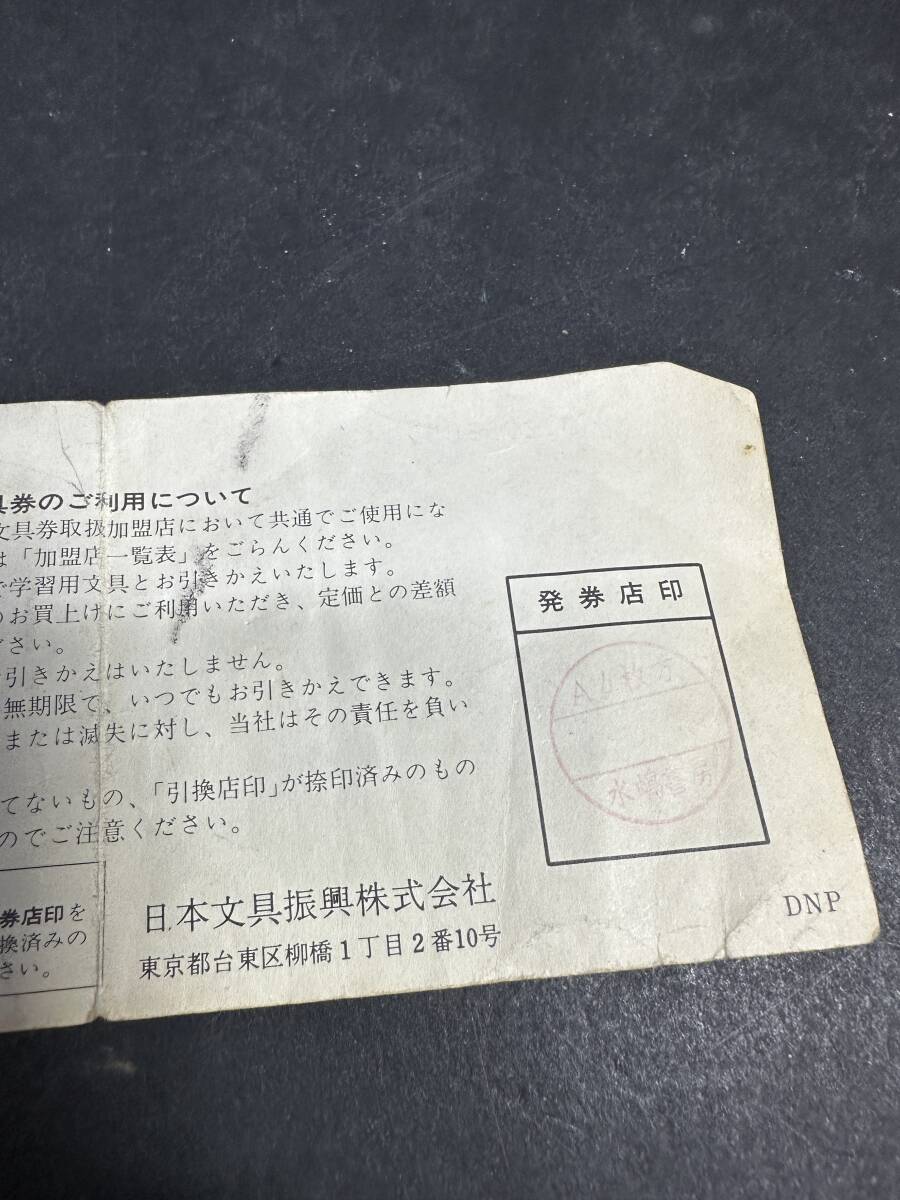 券のご利用について
文具券取扱加盟店において共通でご使用にな
は「加盟店一覧表」をごらんください。
で学習用文具とお引きかえいたします。
のお買上げにご利用いただき、定価との差額
ださい。
引きかえはいたしません。
無期限で、いつでもお引きかえできます。
または滅失に対し、当社はその責任を負い
てないもの、「引換店印」が捺印済みのもの
のでご注意ください。
券店印を
換済みの
さい。
日本文具振興株式会社
東京都台東区柳橋1丁目2番10号
発券店印
水嶋書房
DNP